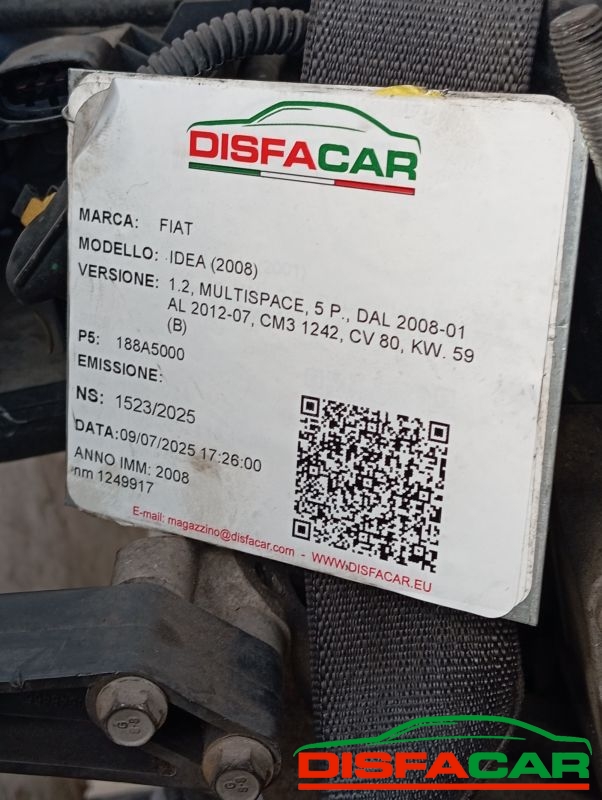 DISFACAR
MARCA: FIAT
MODELLO: IDEA (2008)
VERSIONE: 1.2, MULTISPACE, 5 P., DAL 2008-01
AL 2012-07, CM3 1242, CV 80, KW. 59
(B)
P5: 188A5000
EMISSIONE:
NS: 1523/2025
DATA:09/07/2025 17:26:00
ANNO IMM: 2008
nm 1249917
E-mail: magazzino@disfacar.com - WWW.DISFACAR.EU
DISFACAR